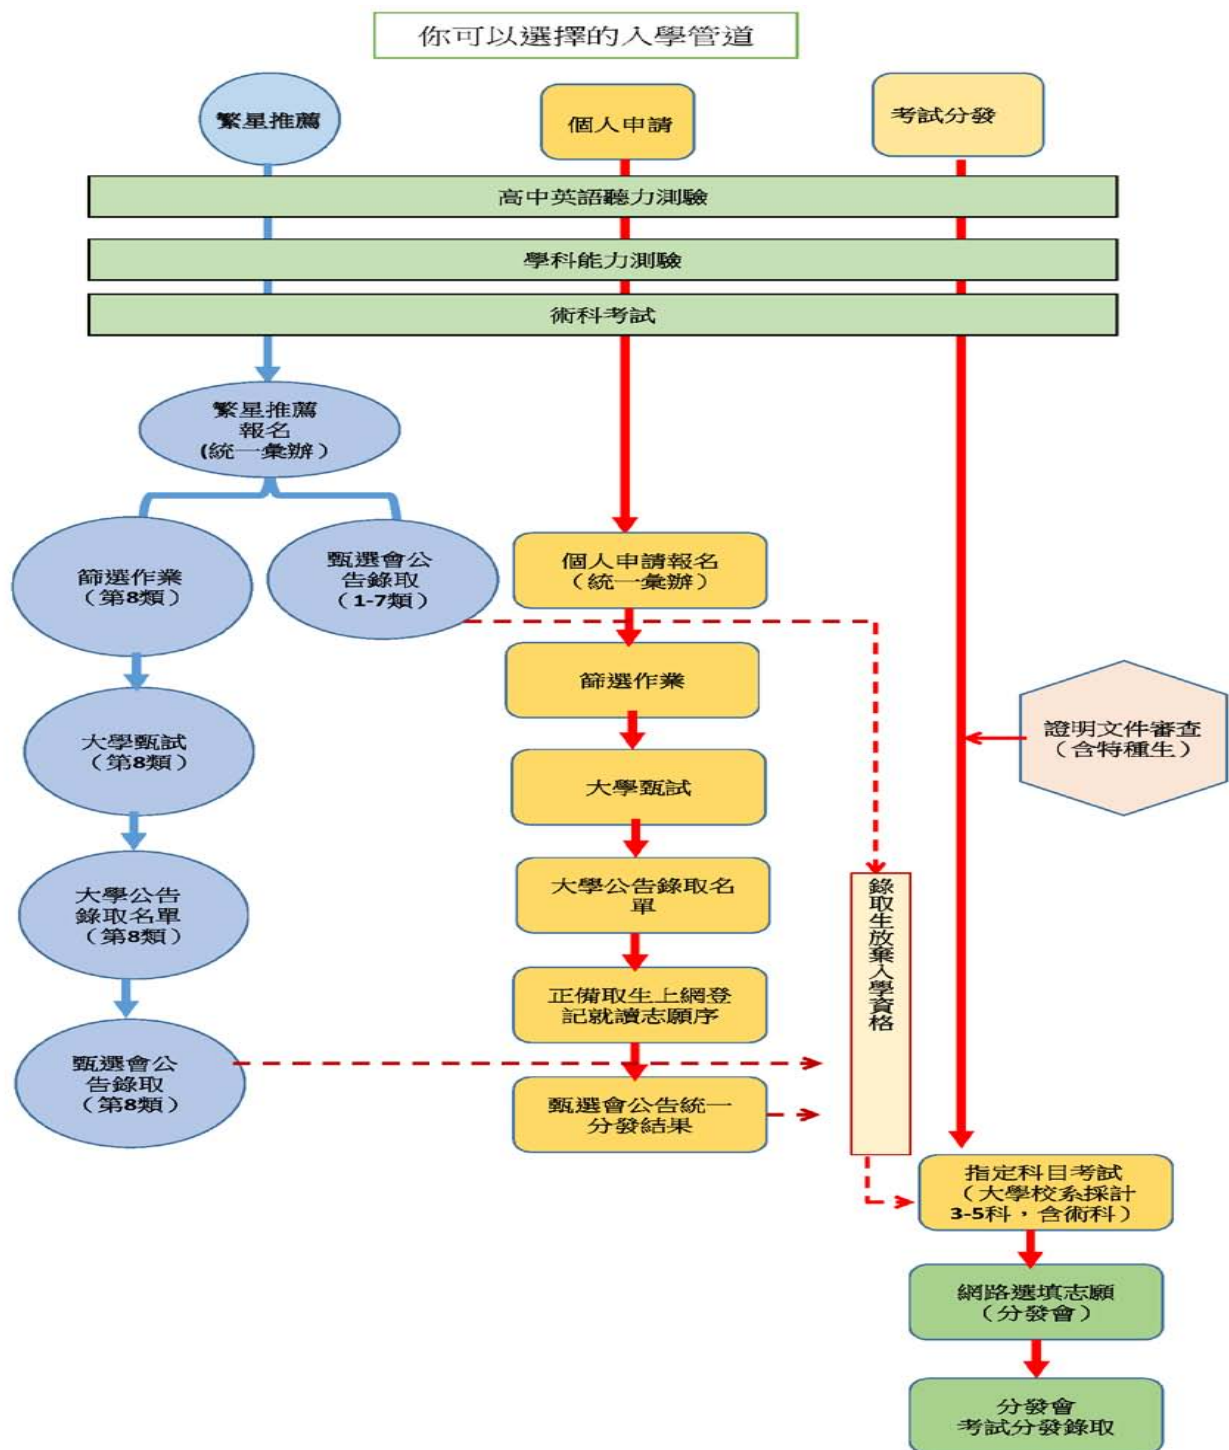 你可以選擇的入學管道
繁星推薦
個人申請
考試分發
高中英語聽力測驗
學科能力測驗
術科考試
繁星推薦
報名
(統一彙辦）
篩選作業
（第8類）
甄選會公
告錄取
（1-7類）
個人申請報名
（統一彙辦）
篩選作業
大學甄試
（第8類）
證明文件審查
（含特種生）
大學甄試
大學公告
錄取名單
（第8類）
大學公告錄取名
單
錄取生放棄入學資格
正備取生上網登
記就讀志願序
甄選會公
告錄取
（第8類）
甄選會公告統一
分發結果
指定科目考試
（大學校系採計
3-5科，含術科）
網路選填志願
（分發會）
分發會
考試分發錄取